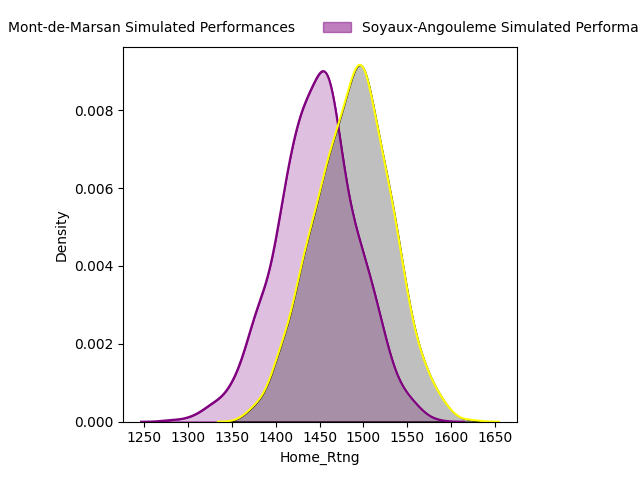 Mont-de-Marsan Simulated Performances Soyaux-Angouleme Simulated Performa
0.008
0.006
0.004
0.002
0.000
Density
1250 1300 1350 1400 1450 1500 1550 1600 1650
Home_Rtng